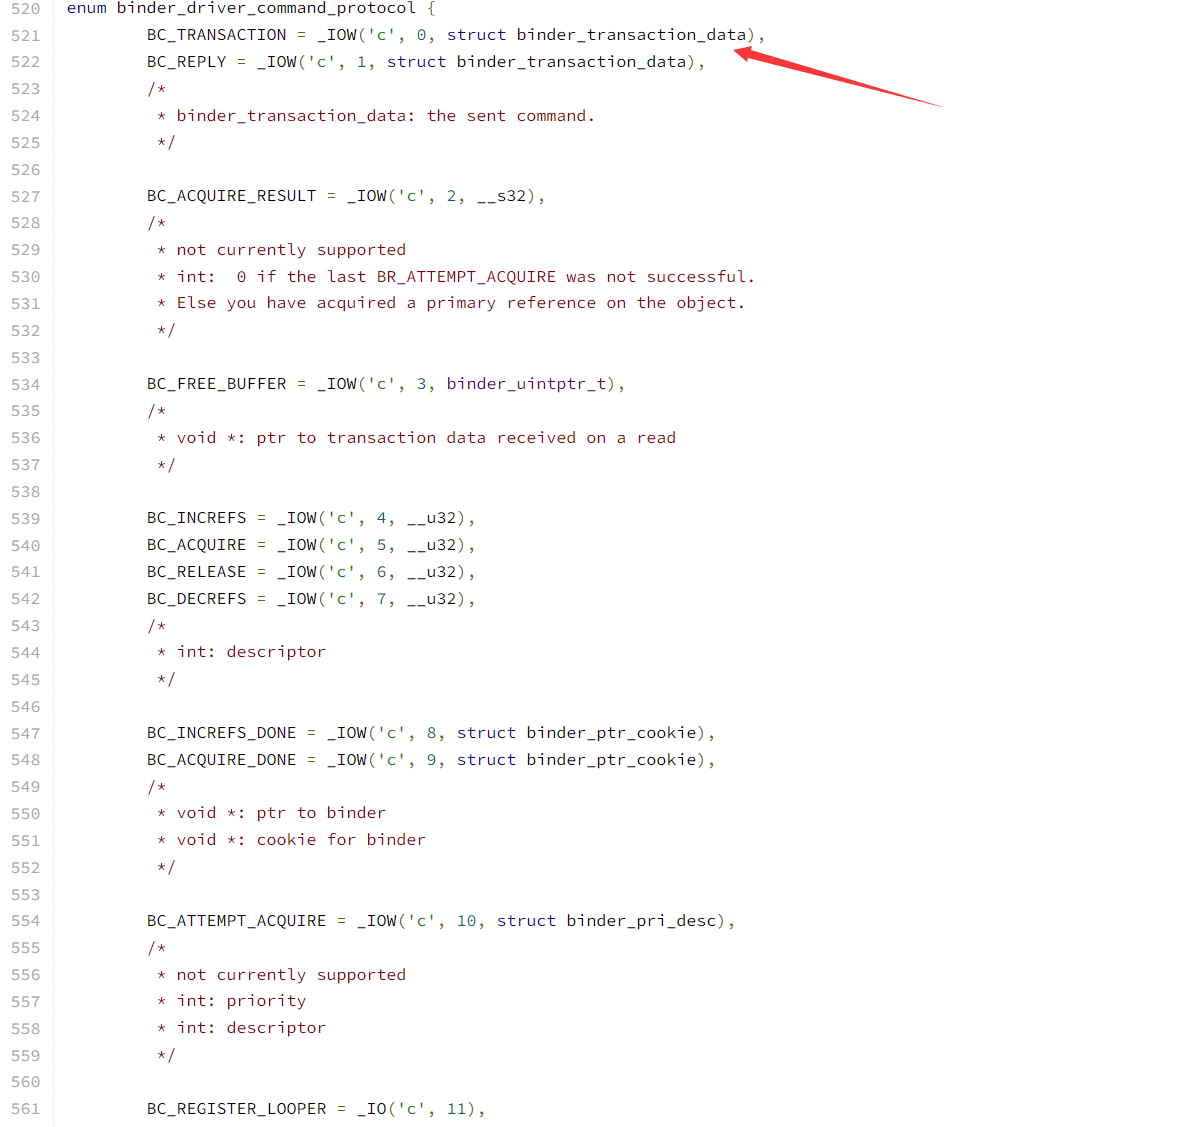 520 enum binder_driver_command_protocol {
521         BC_TRANSACTION = _IOW('c', 0, struct binder_transaction_data),
522         BC_REPLY = _IOW('c', 1, struct binder_transaction_data),
523         /*
524          * binder_transaction_data: the sent command.
525          */
526
527         BC_ACQUIRE_RESULT = _IOW('c', 2, __s32),
528         /*
529          * not currently supported
530          * int:  0 if the last BR_ATTEMPT_ACQUIRE was not successful.
531          * Else you have acquired a primary reference on the object.
532          */
533
534         BC_FREE_BUFFER = _IOW('c', 3, binder_uintptr_t),
535         /*
536          * void *: ptr to transaction data received on a read
537          */
538
539         BC_INCREFS = _IOW('c', 4, __u32),
540         BC_ACQUIRE = _IOW('c', 5, __u32),
541         BC_RELEASE = _IOW('c', 6, __u32),
542         BC_DECREFS = _IOW('c', 7, __u32),
543         /*
544          * int: descriptor
545          */
546
547         BC_INCREFS_DONE = _IOW('c', 8, struct binder_ptr_cookie),
548         BC_ACQUIRE_DONE = _IOW('c', 9, struct binder_ptr_cookie),
549         /*
550          * void *: ptr to binder
551          * void *: cookie for binder
552          */
553
554         BC_ATTEMPT_ACQUIRE = _IOW('c', 10, struct binder_pri_desc),
555         /*
556          * not currently supported
557          * int: priority
558          * int: descriptor
559          */
560
561         BC_REGISTER_LOOPER = _IO('c', 11),